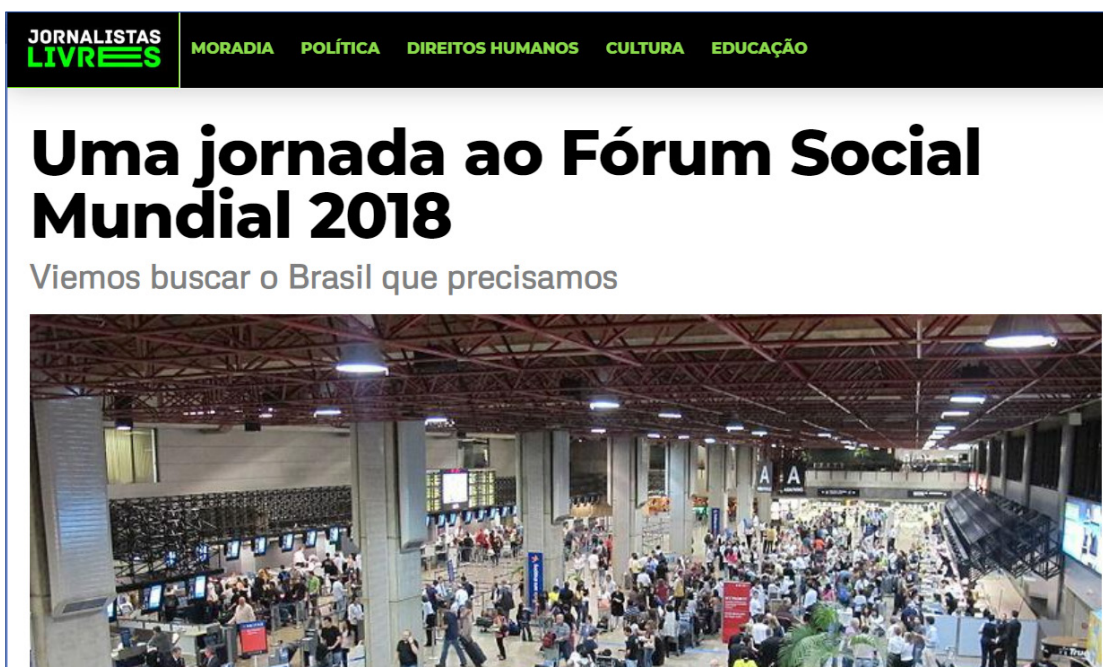 JORNALISTAS
LIVRES
MORADIA POLÍTICA DIREITOS HUMANOS CULTURA EDUCAÇÃO
Uma jornada ao Fórum Social
Mundial 2018
Viemos buscar o Brasil que precisamos
A A